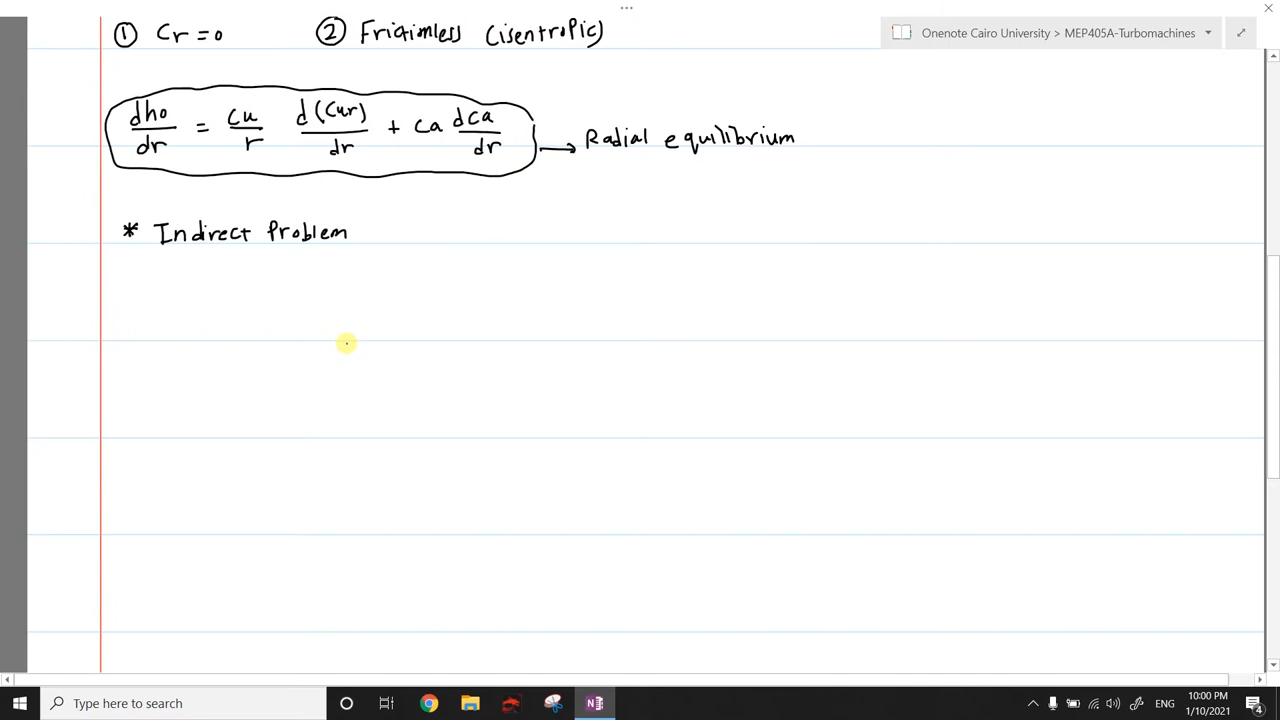 ① Cr = 0 ② Frictionless (isentropic)
Onenote Cairo University > MEP405A-Turbomachines
dho/dr = cu/r d(cur)/dr + ca dca/dr → Radial equilibrium
* Indirect Problem
Type here to search
ENG
10:00 PM
1/10/2021
4